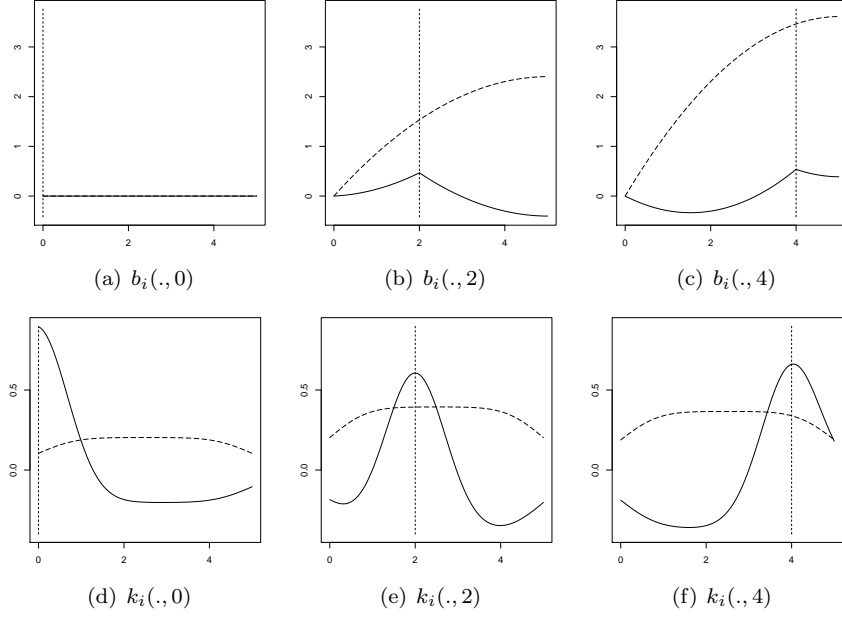 3
2
1
0
0 2 4
0 2 4
3
2
1
0
0 2 4
3
2
1
0
(a) b_i(., 0)
(b) b_i(., 2)
(c) b_i(., 4)
0.5
0.0
0 2 4
0.5
0.0
0 2 4
0.5
0.0
0 2 4
(d) k_i(., 0)
(e) k_i(., 2)
(f) k_i(., 4)